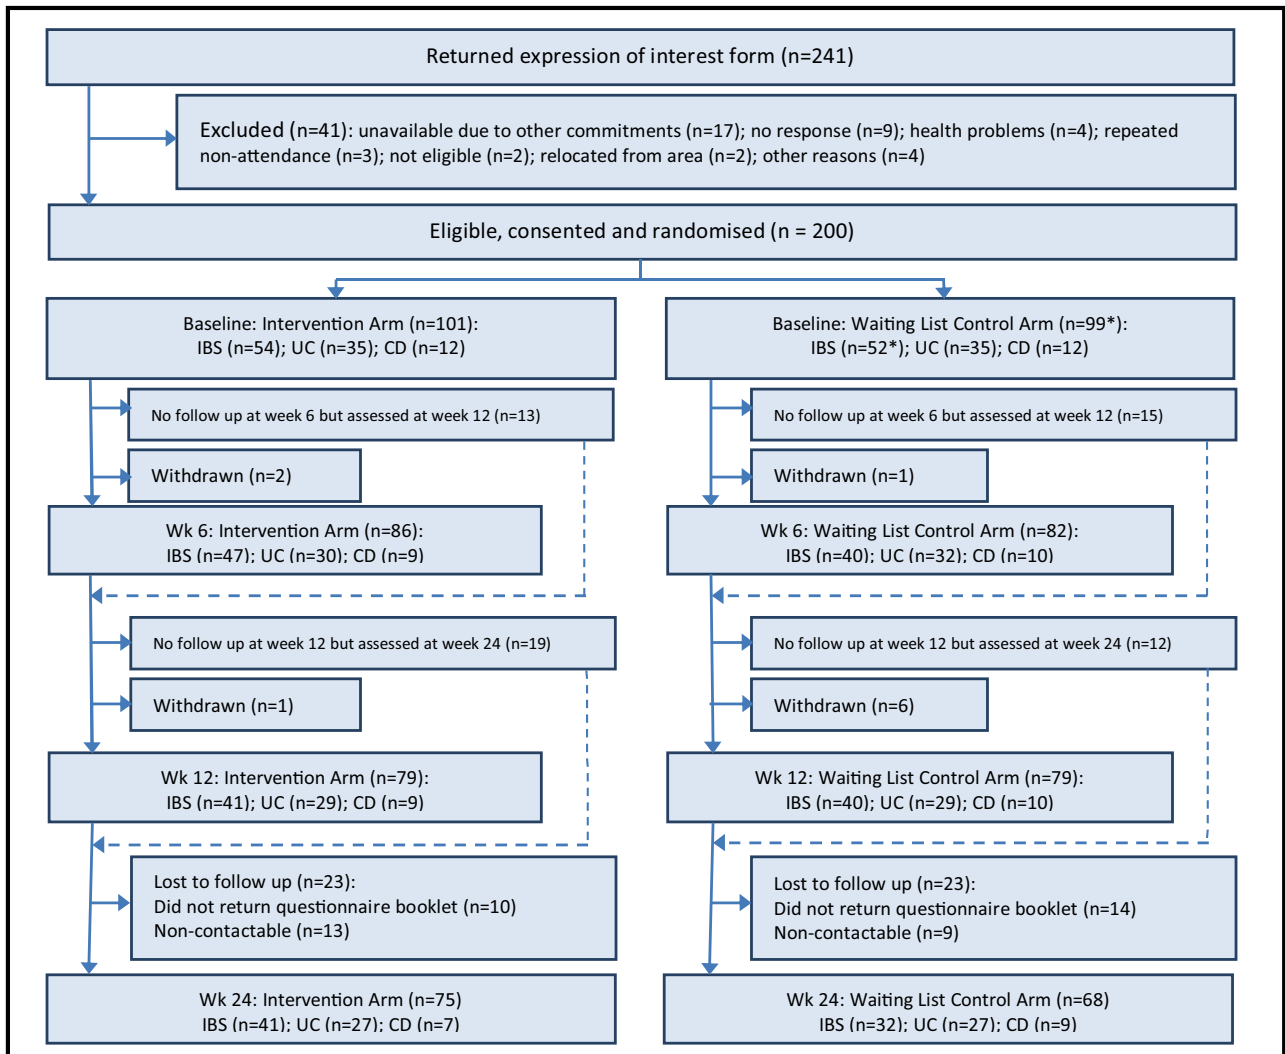 Returned expression of interest form (n=241)
Excluded (n=41): unavailable due to other commitments (n=17); no response (n=9); health problems (n=4); repeated
non-attendance (n=3); not eligible (n=2); relocated from area (n=2); other reasons (n=4)
Eligible, consented and randomised (n = 200)
Baseline: Intervention Arm (n=101):
IBS (n=54); UC (n=35); CD (n=12)
Baseline: Waiting List Control Arm (n=99*):
IBS (n=52*); UC (n=35); CD (n=12)
No follow up at week 6 but assessed at week 12 (n=13)
No follow up at week 6 but assessed at week 12 (n=15)
Withdrawn (n=2)
Withdrawn (n=1)
Wk 6: Intervention Arm (n=86):
IBS (n=47); UC (n=30); CD (n=9)
Wk 6: Waiting List Control Arm (n=82):
IBS (n=40); UC (n=32); CD (n=10)
No follow up at week 12 but assessed at week 24 (n=19)
No follow up at week 12 but assessed at week 24 (n=12)
Withdrawn (n=1)
Withdrawn (n=6)
Wk 12: Intervention Arm (n=79):
IBS (n=41); UC (n=29); CD (n=9)
Wk 12: Waiting List Control Arm (n=79):
IBS (n=40); UC (n=29); CD (n=10)
Lost to follow up (n=23):
Did not return questionnaire booklet (n=10)
Non-contactable (n=13)
Lost to follow up (n=23):
Did not return questionnaire booklet (n=14)
Non-contactable (n=9)
Wk 24: Intervention Arm (n=75)
IBS (n=41); UC (n=27); CD (n=7)
Wk 24: Waiting List Control Arm (n=68)
IBS (n=32); UC (n=27); CD (n=9)